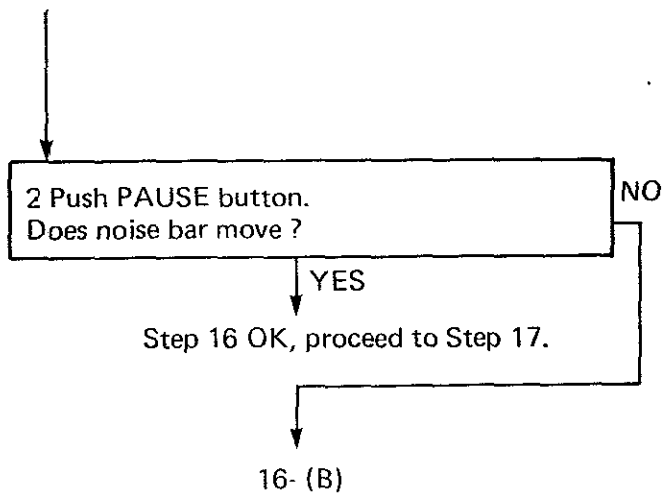 2 Push PAUSE button.
Does noise bar move ?
NO
YES
Step 16 OK, proceed to Step 17.
16- (B)